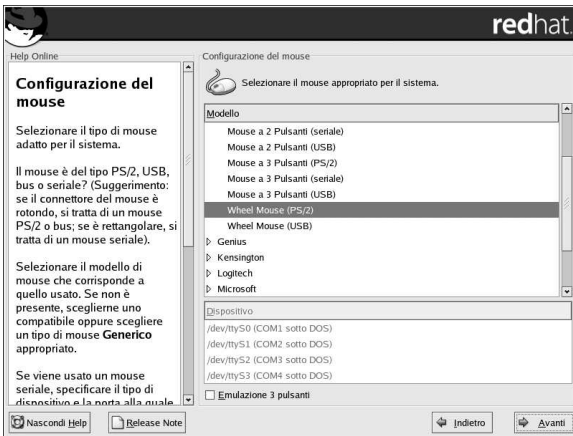 redhat.
Help Online
Configurazione del
mouse
Selezionare il tipo di mouse
adatto per il sistema.
Il mouse è del tipo PS/2, USB,
bus o seriale? (Suggerimento:
se il connettore del mouse è
rotondo, si tratta di un mouse
PS/2 o bus; se è rettangolare, si
tratta di un mouse seriale).
Selezionare il modello di
mouse che corrisponde a
quello usato. Se non è
presente, sceglierne uno
compatibile oppure scegliere
un tipo di mouse Generico
appropriato.
Se viene usato un mouse
seriale, specificare il tipo di
dispositivo e la porta alla quale
Configurazione del mouse
Selezionare il mouse appropriato per il sistema.
Modello
Mouse a 2 Pulsanti (seriale)
Mouse a 2 Pulsanti (USB)
Mouse a 3 Pulsanti (PS/2)
Mouse a 3 Pulsanti (seriale)
Mouse a 3 Pulsanti (USB)
Wheel Mouse (PS/2)
Wheel Mouse (USB)
Genius
Kensington
Logitech
Microsoft
Dispositivo
/dev/ttyS0 (COM1 sotto DOS)
/dev/ttyS1 (COM2 sotto DOS)
/dev/ttyS2 (COM3 sotto DOS)
/dev/ttyS3 (COM4 sotto DOS)
Emulazione 3 pulsanti
Nascondi Help
Release Note
Indietro
Avanti